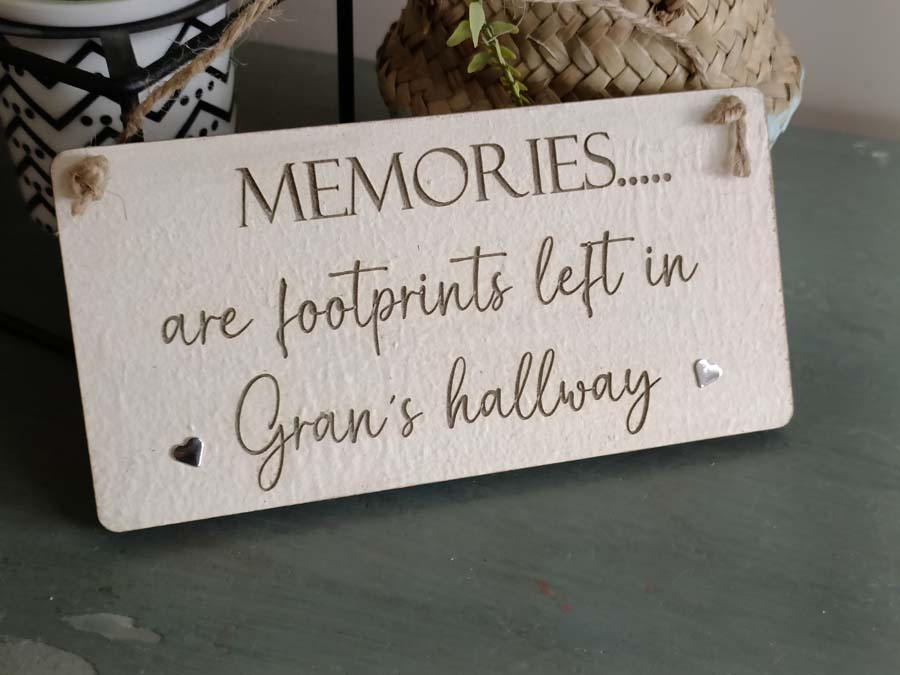 MEMORIES.....
are footprints left in
Gran's hallway